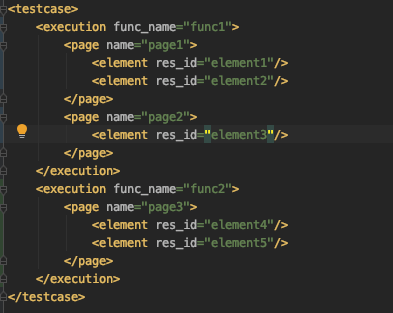 <testcase>
    <execution func_name="func1">
        <page name="page1">
            <element res_id="element1"/>
            <element res_id="element2"/>
        </page>
        <page name="page2">
            <element res_id="element3"/>
        </page>
    </execution>
    <execution func_name="func2">
        <page name="page3">
            <element res_id="element4"/>
            <element res_id="element5"/>
        </page>
    </execution>
</testcase>